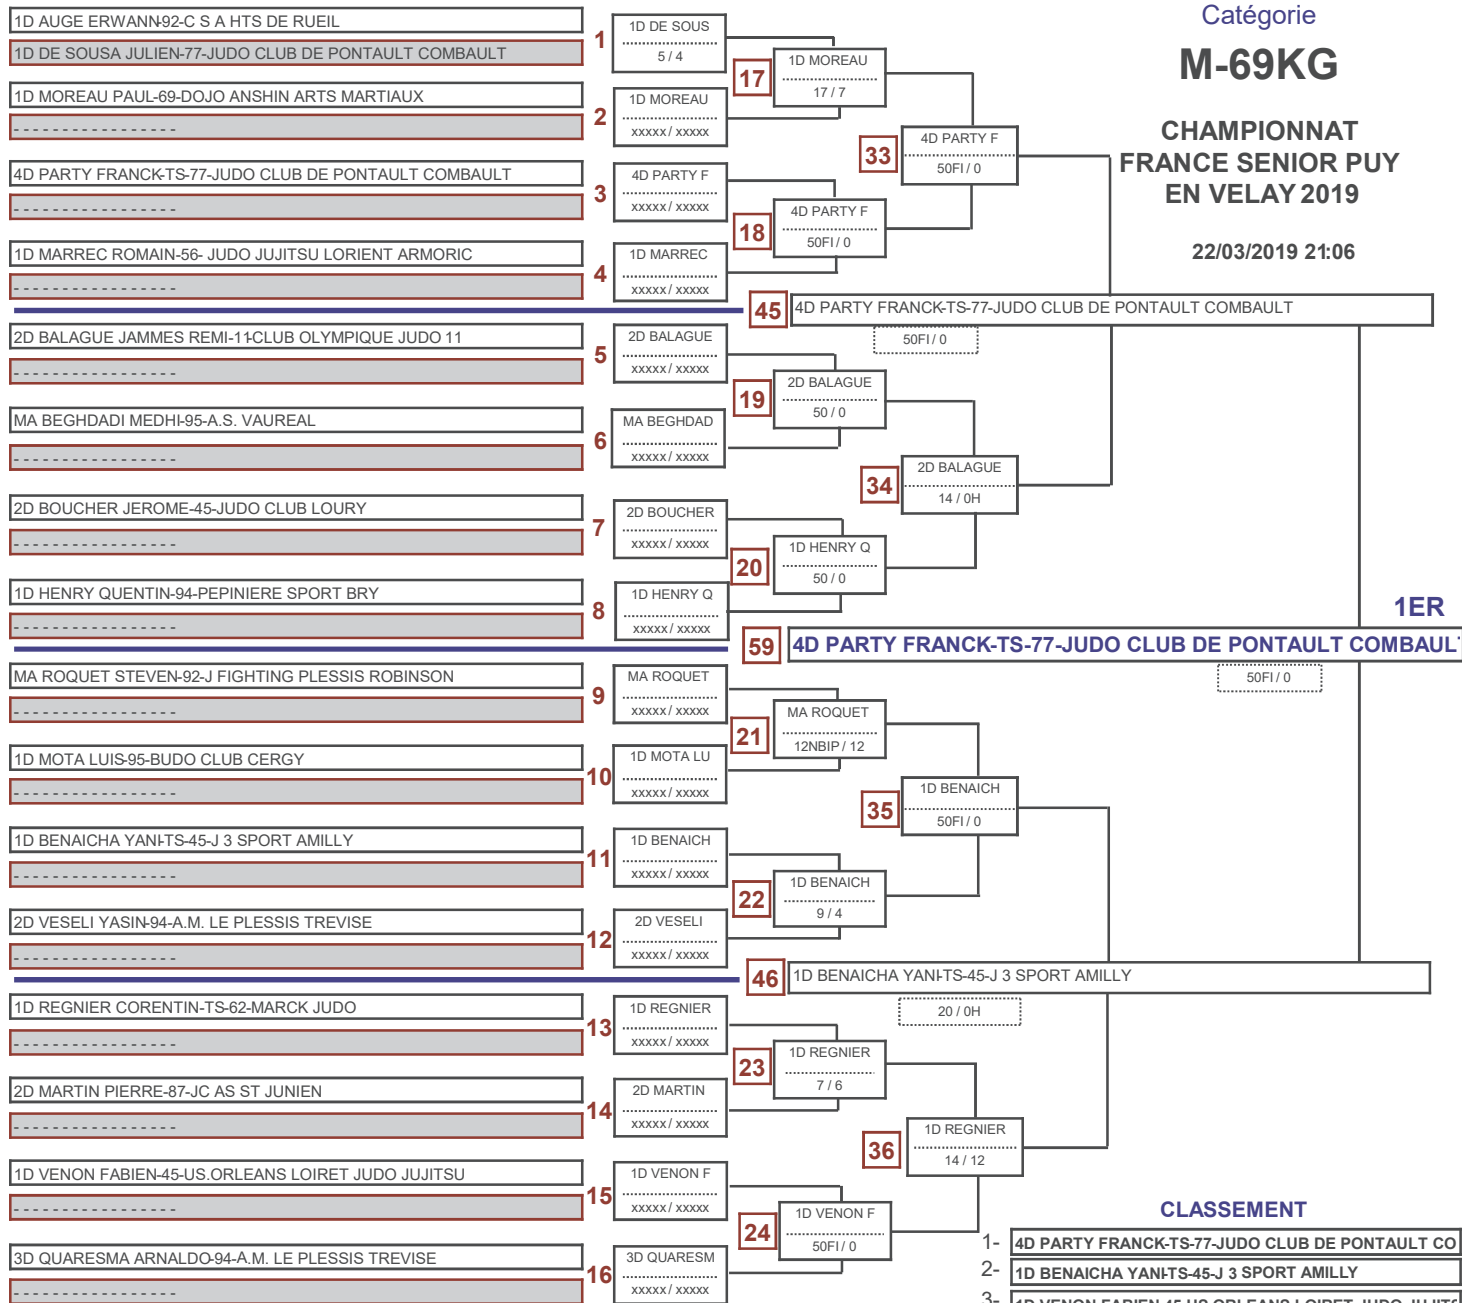 Catégorie
M-69KG
CHAMPIONNAT
FRANCE SENIOR PUY
EN VELAY 2019
22/03/2019 21:06
1D AUGE ERWANN-92-C S A HTS DE RUEIL
1D DE SOUSA JULIEN-77-JUDO CLUB DE PONTAULT COMBAULT
1
1D DE SOUS
5 / 4
1D MOREAU PAUL-69-DOJO ANSHIN ARTS MARTIAUX
- - - - - - - - - - - - - - - - -
2
1D MOREAU
xxxxx / xxxxx
17
1D MOREAU
17 / 7
4D PARTY FRANCK-TS-77-JUDO CLUB DE PONTAULT COMBAULT
- - - - - - - - - - - - - - - - -
3
4D PARTY F
xxxxx / xxxxx
1D MARREC ROMAIN-56- JUDO JUJITSU LORIENT ARMORIC
- - - - - - - - - - - - - - - - -
4
1D MARREC
xxxxx / xxxxx
18
4D PARTY F
50FI / 0
33
4D PARTY F
50FI / 0
45
4D PARTY FRANCK-TS-77-JUDO CLUB DE PONTAULT COMBAULT
50FI / 0
2D BALAGUE JAMMES REMI-11-CLUB OLYMPIQUE JUDO 11
- - - - - - - - - - - - - - - - -
5
2D BALAGUE
xxxxx / xxxxx
MA BEGHDADI MEDHI-95-A.S. VAUREAL
- - - - - - - - - - - - - - - - -
6
MA BEGHDAD
xxxxx / xxxxx
19
2D BALAGUE
50 / 0
2D BOUCHER JEROME-45-JUDO CLUB LOURY
- - - - - - - - - - - - - - - - -
7
2D BOUCHER
xxxxx / xxxxx
1D HENRY QUENTIN-94-PEPINIERE SPORT BRY
- - - - - - - - - - - - - - - - -
8
1D HENRY Q
xxxxx / xxxxx
20
1D HENRY Q
50 / 0
34
2D BALAGUE
14 / 0H
1ER
59
4D PARTY FRANCK-TS-77-JUDO CLUB DE PONTAULT COMBAULT
50FI / 0
MA ROQUET STEVEN-92-J FIGHTING PLESSIS ROBINSON
- - - - - - - - - - - - - - - - -
9
MA ROQUET
xxxxx / xxxxx
1D MOTA LUIS-95-BUDO CLUB CERGY
- - - - - - - - - - - - - - - - -
10
1D MOTA LU
xxxxx / xxxxx
21
MA ROQUET
12NBIP / 12
1D BENAICHA YANI-TS-45-J 3 SPORT AMILLY
- - - - - - - - - - - - - - - - -
11
1D BENAICH
xxxxx / xxxxx
2D VESELI YASIN-94-A.M. LE PLESSIS TREVISE
- - - - - - - - - - - - - - - - -
12
2D VESELI
xxxxx / xxxxx
22
1D BENAICH
9 / 4
35
1D BENAICH
50FI / 0
46
1D BENAICHA YANI-TS-45-J 3 SPORT AMILLY
20 / 0H
1D REGNIER CORENTIN-TS-62-MARCK JUDO
- - - - - - - - - - - - - - - - -
13
1D REGNIER
xxxxx / xxxxx
2D MARTIN PIERRE-87-JC AS ST JUNIEN
- - - - - - - - - - - - - - - - -
14
2D MARTIN
xxxxx / xxxxx
23
1D REGNIER
7 / 6
1D VENON FABIEN-45-US.ORLEANS LOIRET JUDO JUJITSU
- - - - - - - - - - - - - - - - -
15
1D VENON F
xxxxx / xxxxx
3D QUARESMA ARNALDO-94-A.M. LE PLESSIS TREVISE
- - - - - - - - - - - - - - - - -
16
3D QUARESM
xxxxx / xxxxx
24
1D VENON F
50FI / 0
36
1D REGNIER
14 / 12
CLASSEMENT
1- 4D PARTY FRANCK-TS-77-JUDO CLUB DE PONTAULT CO
2- 1D BENAICHA YANI-TS-45-J 3 SPORT AMILLY
3- 1D VENON FABIEN-45-US.ORLEANS LOIRET JUDO JUJITS